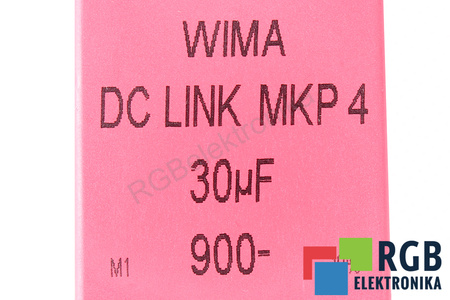 WIMA
DC LINK MKP 4
30µF
900-
M1
RGB
ELEKTRONIKA